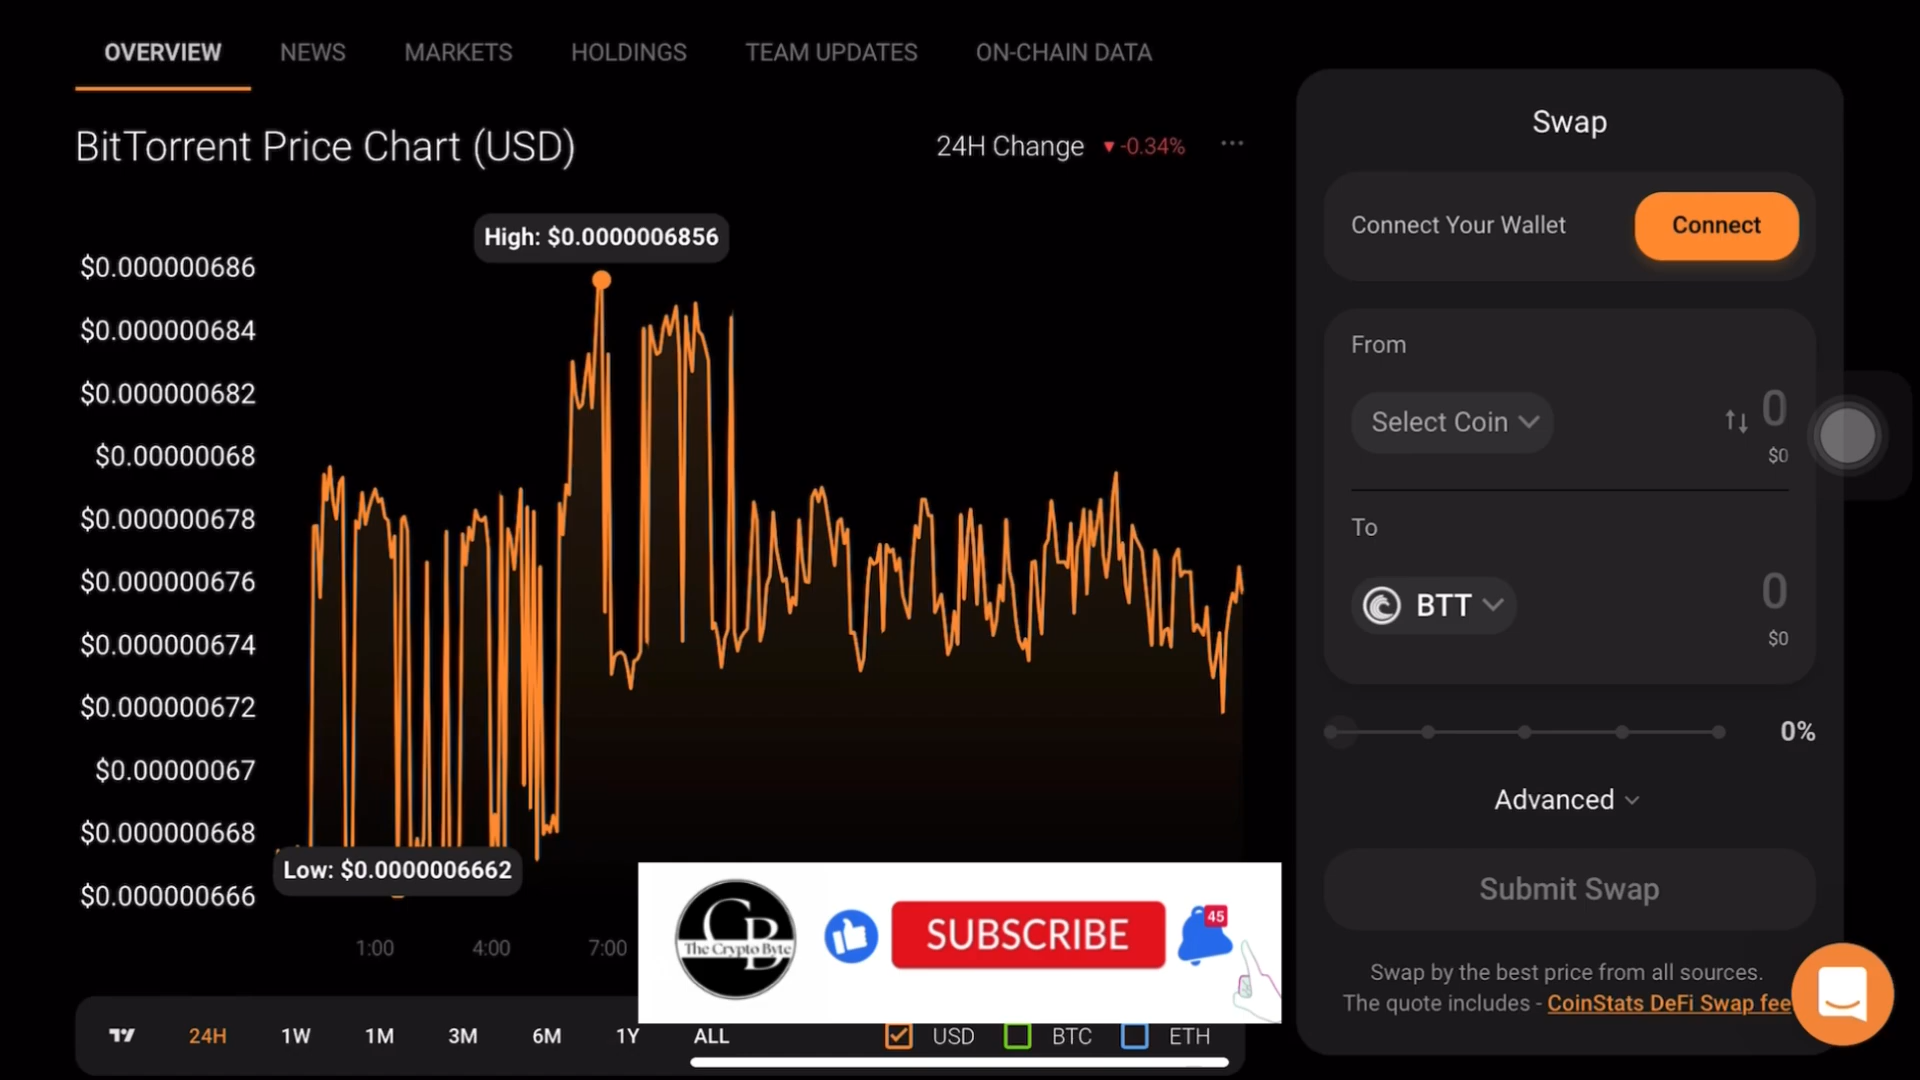 OVERVIEW NEWS MARKETS HOLDINGS TEAM UPDATES ON-CHAIN DATA
BitTorrent Price Chart (USD)
24H Change ▼-0.34% ...
High: $0.0000006856
$0.000000686
$0.000000684
$0.000000682
$0.00000068
$0.000000678
$0.000000676
$0.000000674
$0.000000672
$0.00000067
$0.000000668
$0.000000666
Low: $0.0000006662
1:00 4:00 7:00
The Crypto Byte
SUBSCRIBE
45
24H 1W 1M 3M 6M 1Y ALL
USD BTC ETH
Swap
Connect Your Wallet Connect
From
Select Coin 0
$0
To
BTT 0
$0
0%
Advanced
Submit Swap
Swap by the best price from all sources.
The quote includes - CoinStats DeFi Swap fee